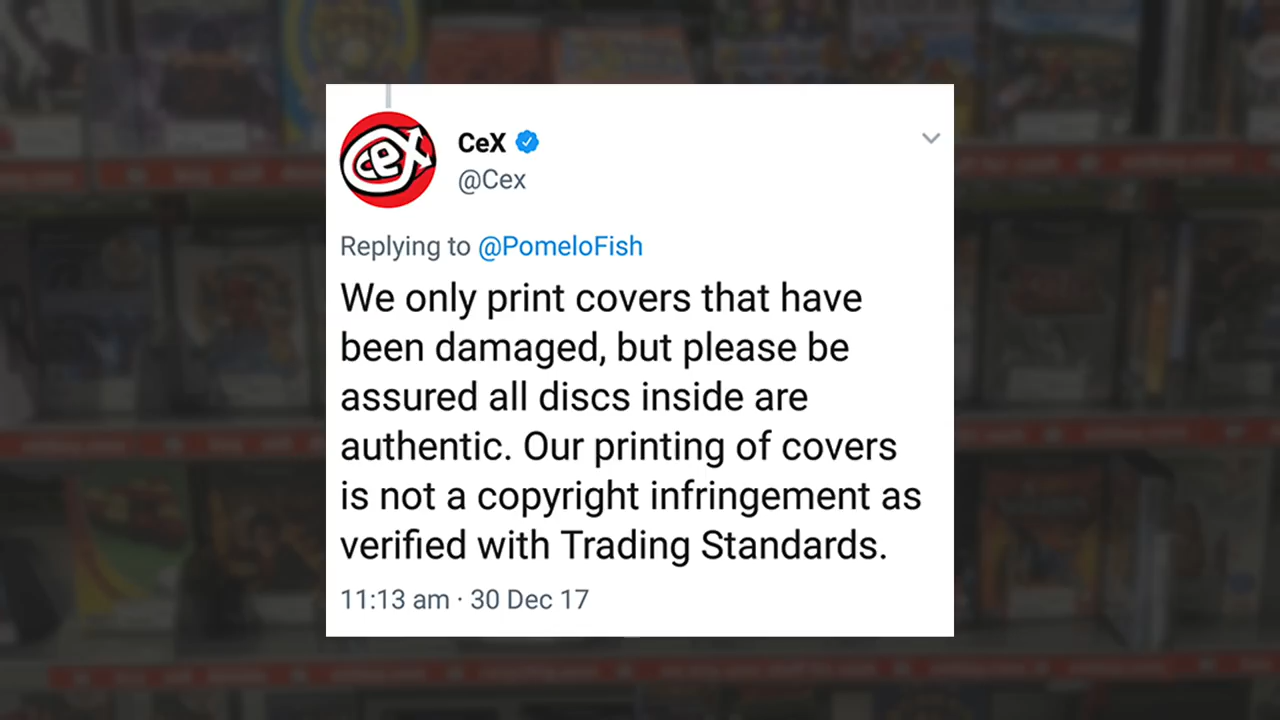 CeX
CeX
@Cex
Replying to @PomeloFish
We only print covers that have
been damaged, but please be
assured all discs inside are
authentic. Our printing of covers
is not a copyright infringement as
verified with Trading Standards.
11:13 am · 30 Dec 17